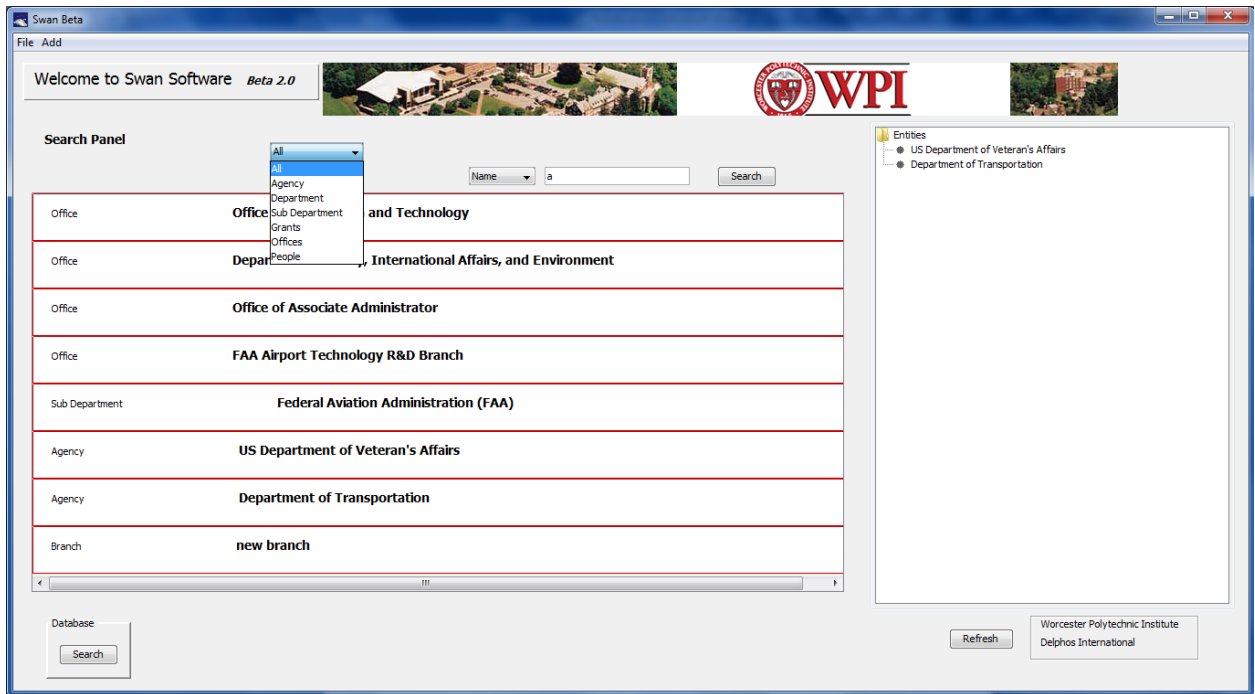 Swan Beta
File Add
Welcome to Swan Software Beta 2.0
WORCESTER POLYTECHNIC INSTITUTE
WPI
Search Panel
All
All
Agency
Department
Sub Department
Grants
Offices
People
Name a Search
Office Office and Technology
Office , International Affairs, and Environment
Office Office of Associate Administrator
Office FAA Airport Technology R&D Branch
Sub Department Federal Aviation Administration (FAA)
Agency US Department of Veteran's Affairs
Agency Department of Transportation
Branch new branch
Entities
US Department of Veteran's Affairs
Department of Transportation
Database
Search
Refresh
Worcester Polytechnic Institute
Delphos International